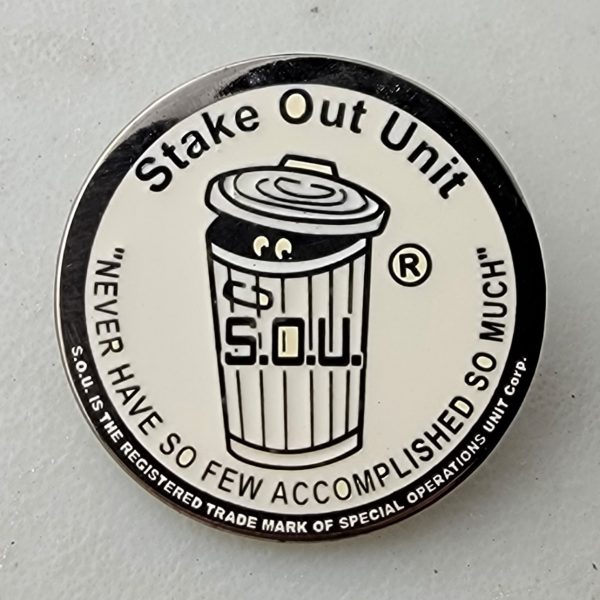 Stake Out Unit
®
S.O.U.
"NEVER HAVE SO FEW ACCOMPLISHED SO MUCH"
S.O.U. IS THE REGISTERED TRADE MARK OF SPECIAL OPERATIONS UNIT Corp.